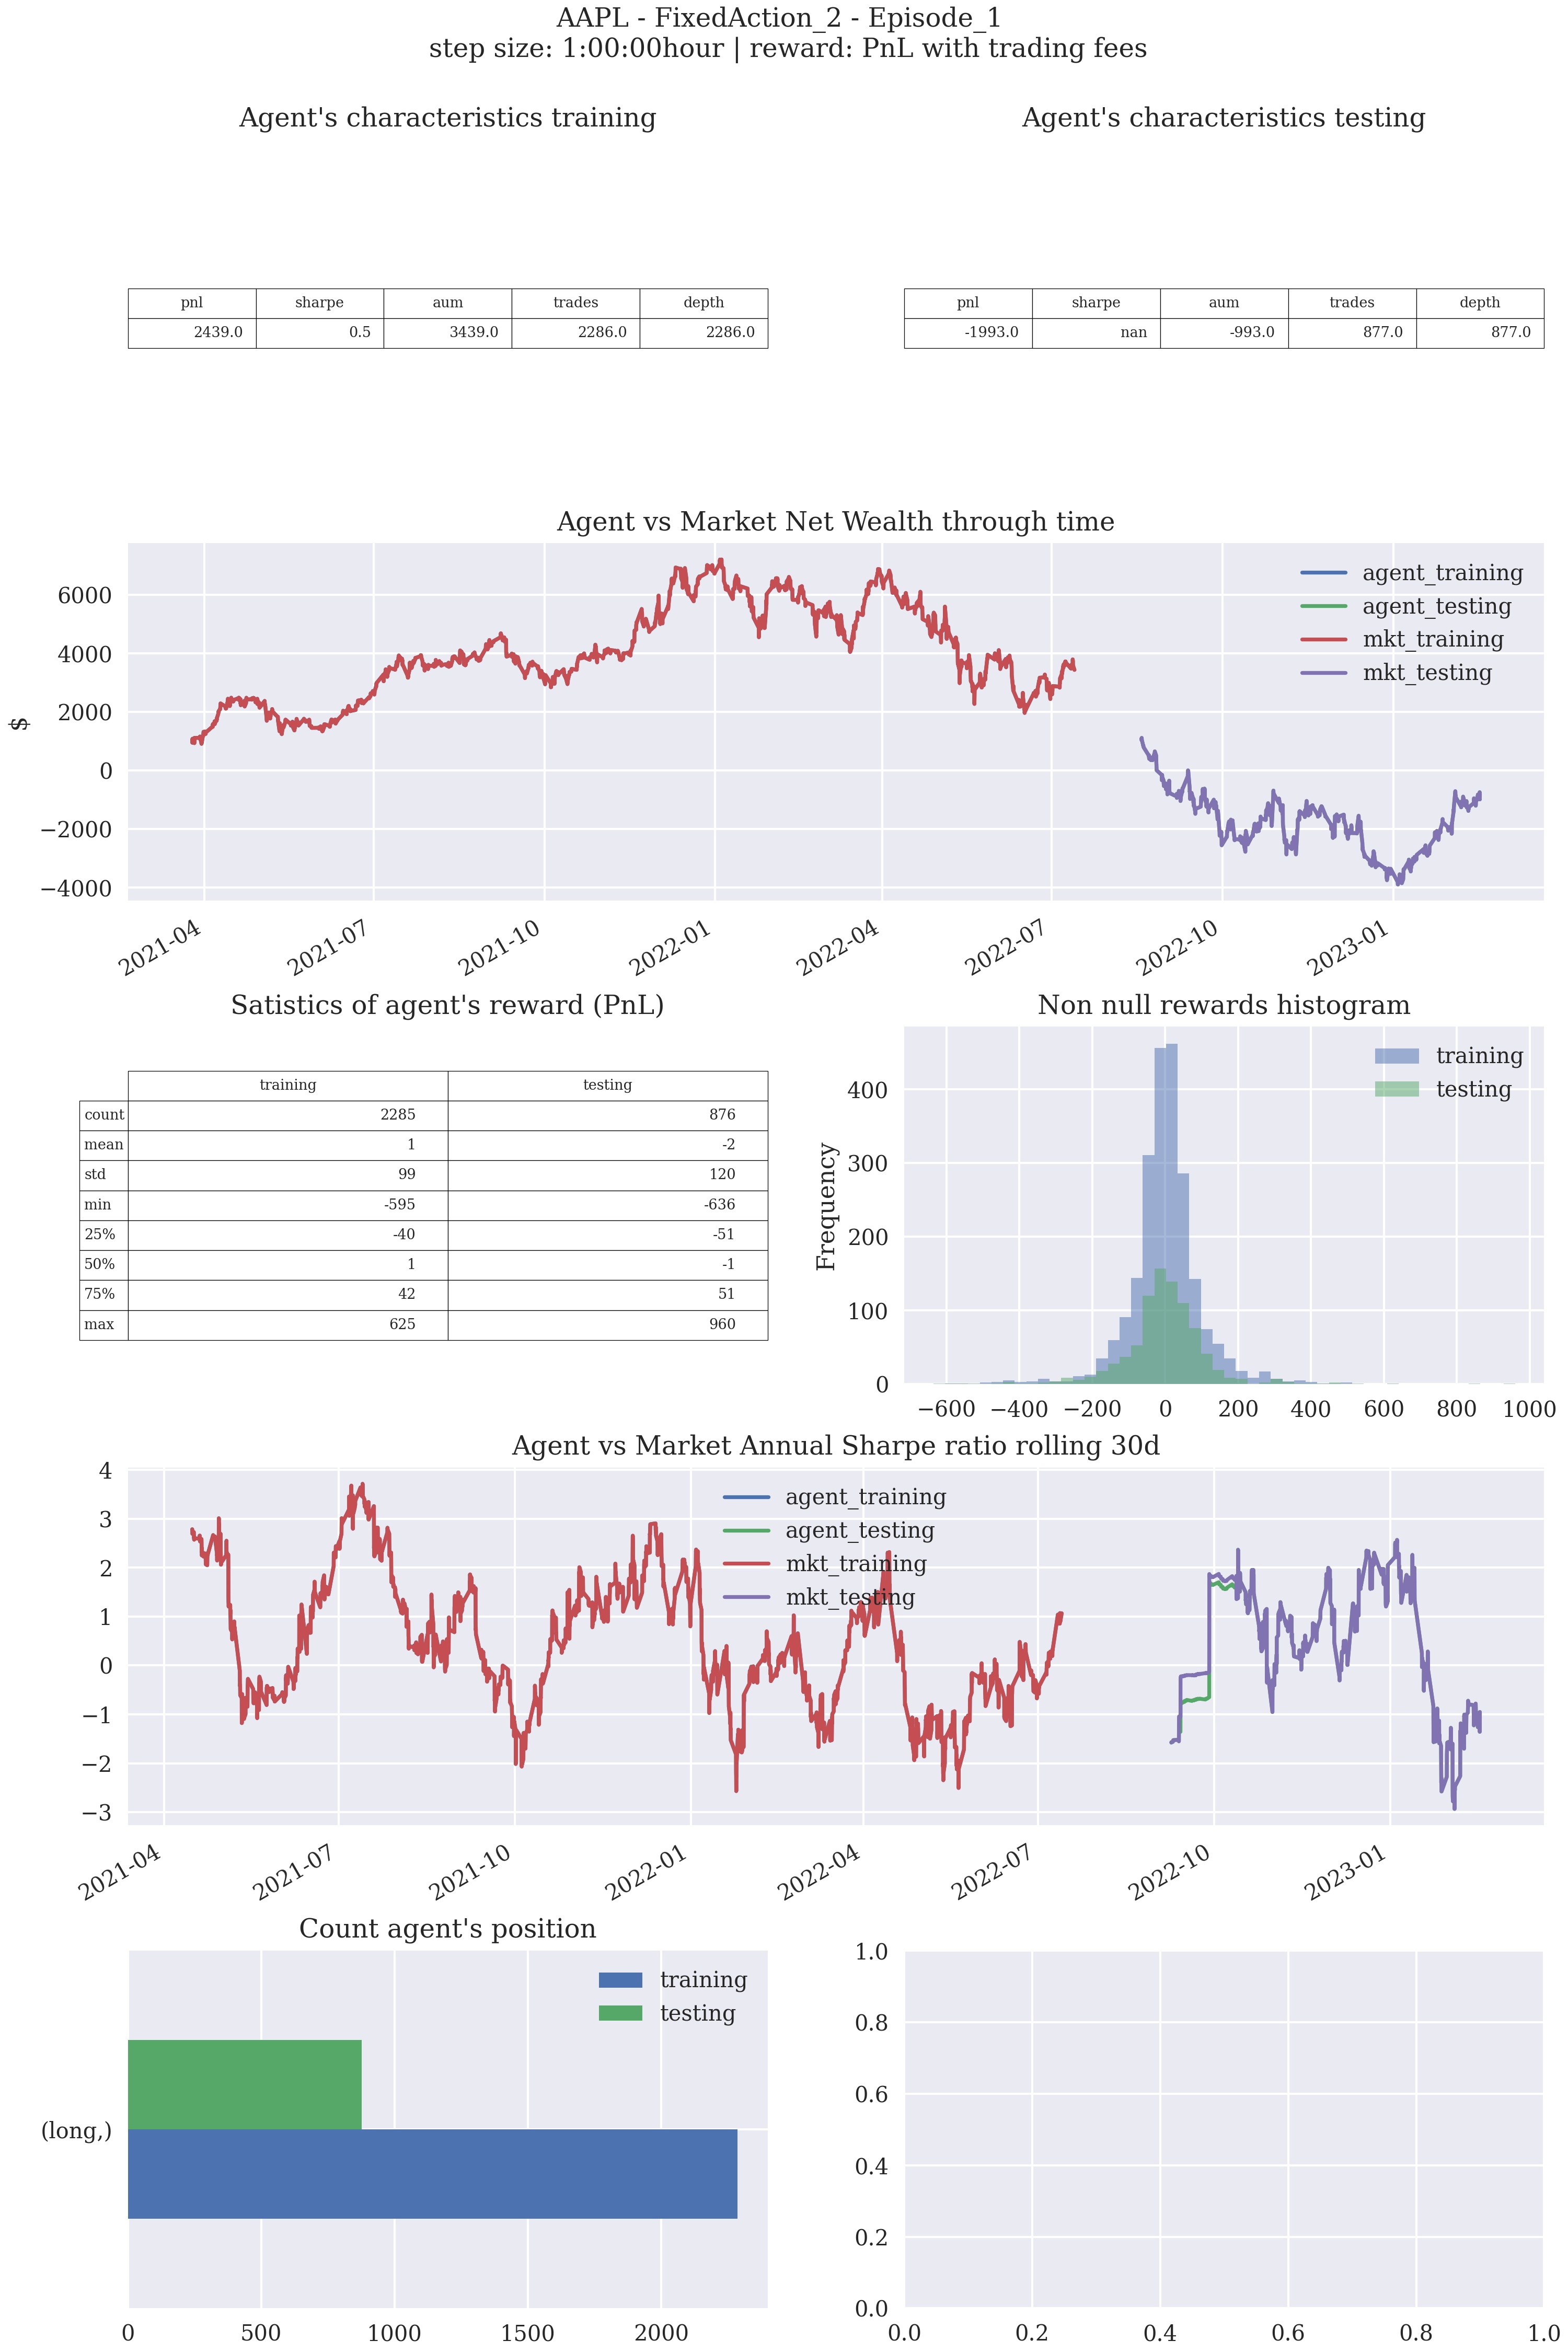 AAPL - FixedAction_2 - Episode_1
step size: 1:00:00hour | reward: PnL with trading fees
Agent's characteristics training
pnl sharpe aum trades depth
2439.0 0.5 3439.0 2286.0 2286.0
Agent's characteristics testing
pnl sharpe aum trades depth
-1993.0 nan -993.0 877.0 877.0
Agent vs Market Net Wealth through time
$
6000
4000
2000
0
−2000
−4000
agent_training
agent_testing
mkt_training
mkt_testing
2021-04 2021-07 2021-10 2022-01 2022-04 2022-07 2022-10 2023-01
Satistics of agent's reward (PnL)
training testing
count 2285 876
mean 1 -2
std 99 120
min -595 -636
25% -40 -51
50% 1 -1
75% 42 51
max 625 960
Non null rewards histogram
Frequency
400
300
200
100
0
training
testing
−600 −400 −200 0 200 400 600 800 1000
Agent vs Market Annual Sharpe ratio rolling 30d
4
3
2
1
0
−1
−2
−3
agent_training
agent_testing
mkt_training
mkt_testing
2021-04 2021-07 2021-10 2022-01 2022-04 2022-07 2022-10 2023-01
Count agent's position
training
testing
(long,)
0 500 1000 1500 2000
1.0
0.8
0.6
0.4
0.2
0.0
0.0 0.2 0.4 0.6 0.8 1.0